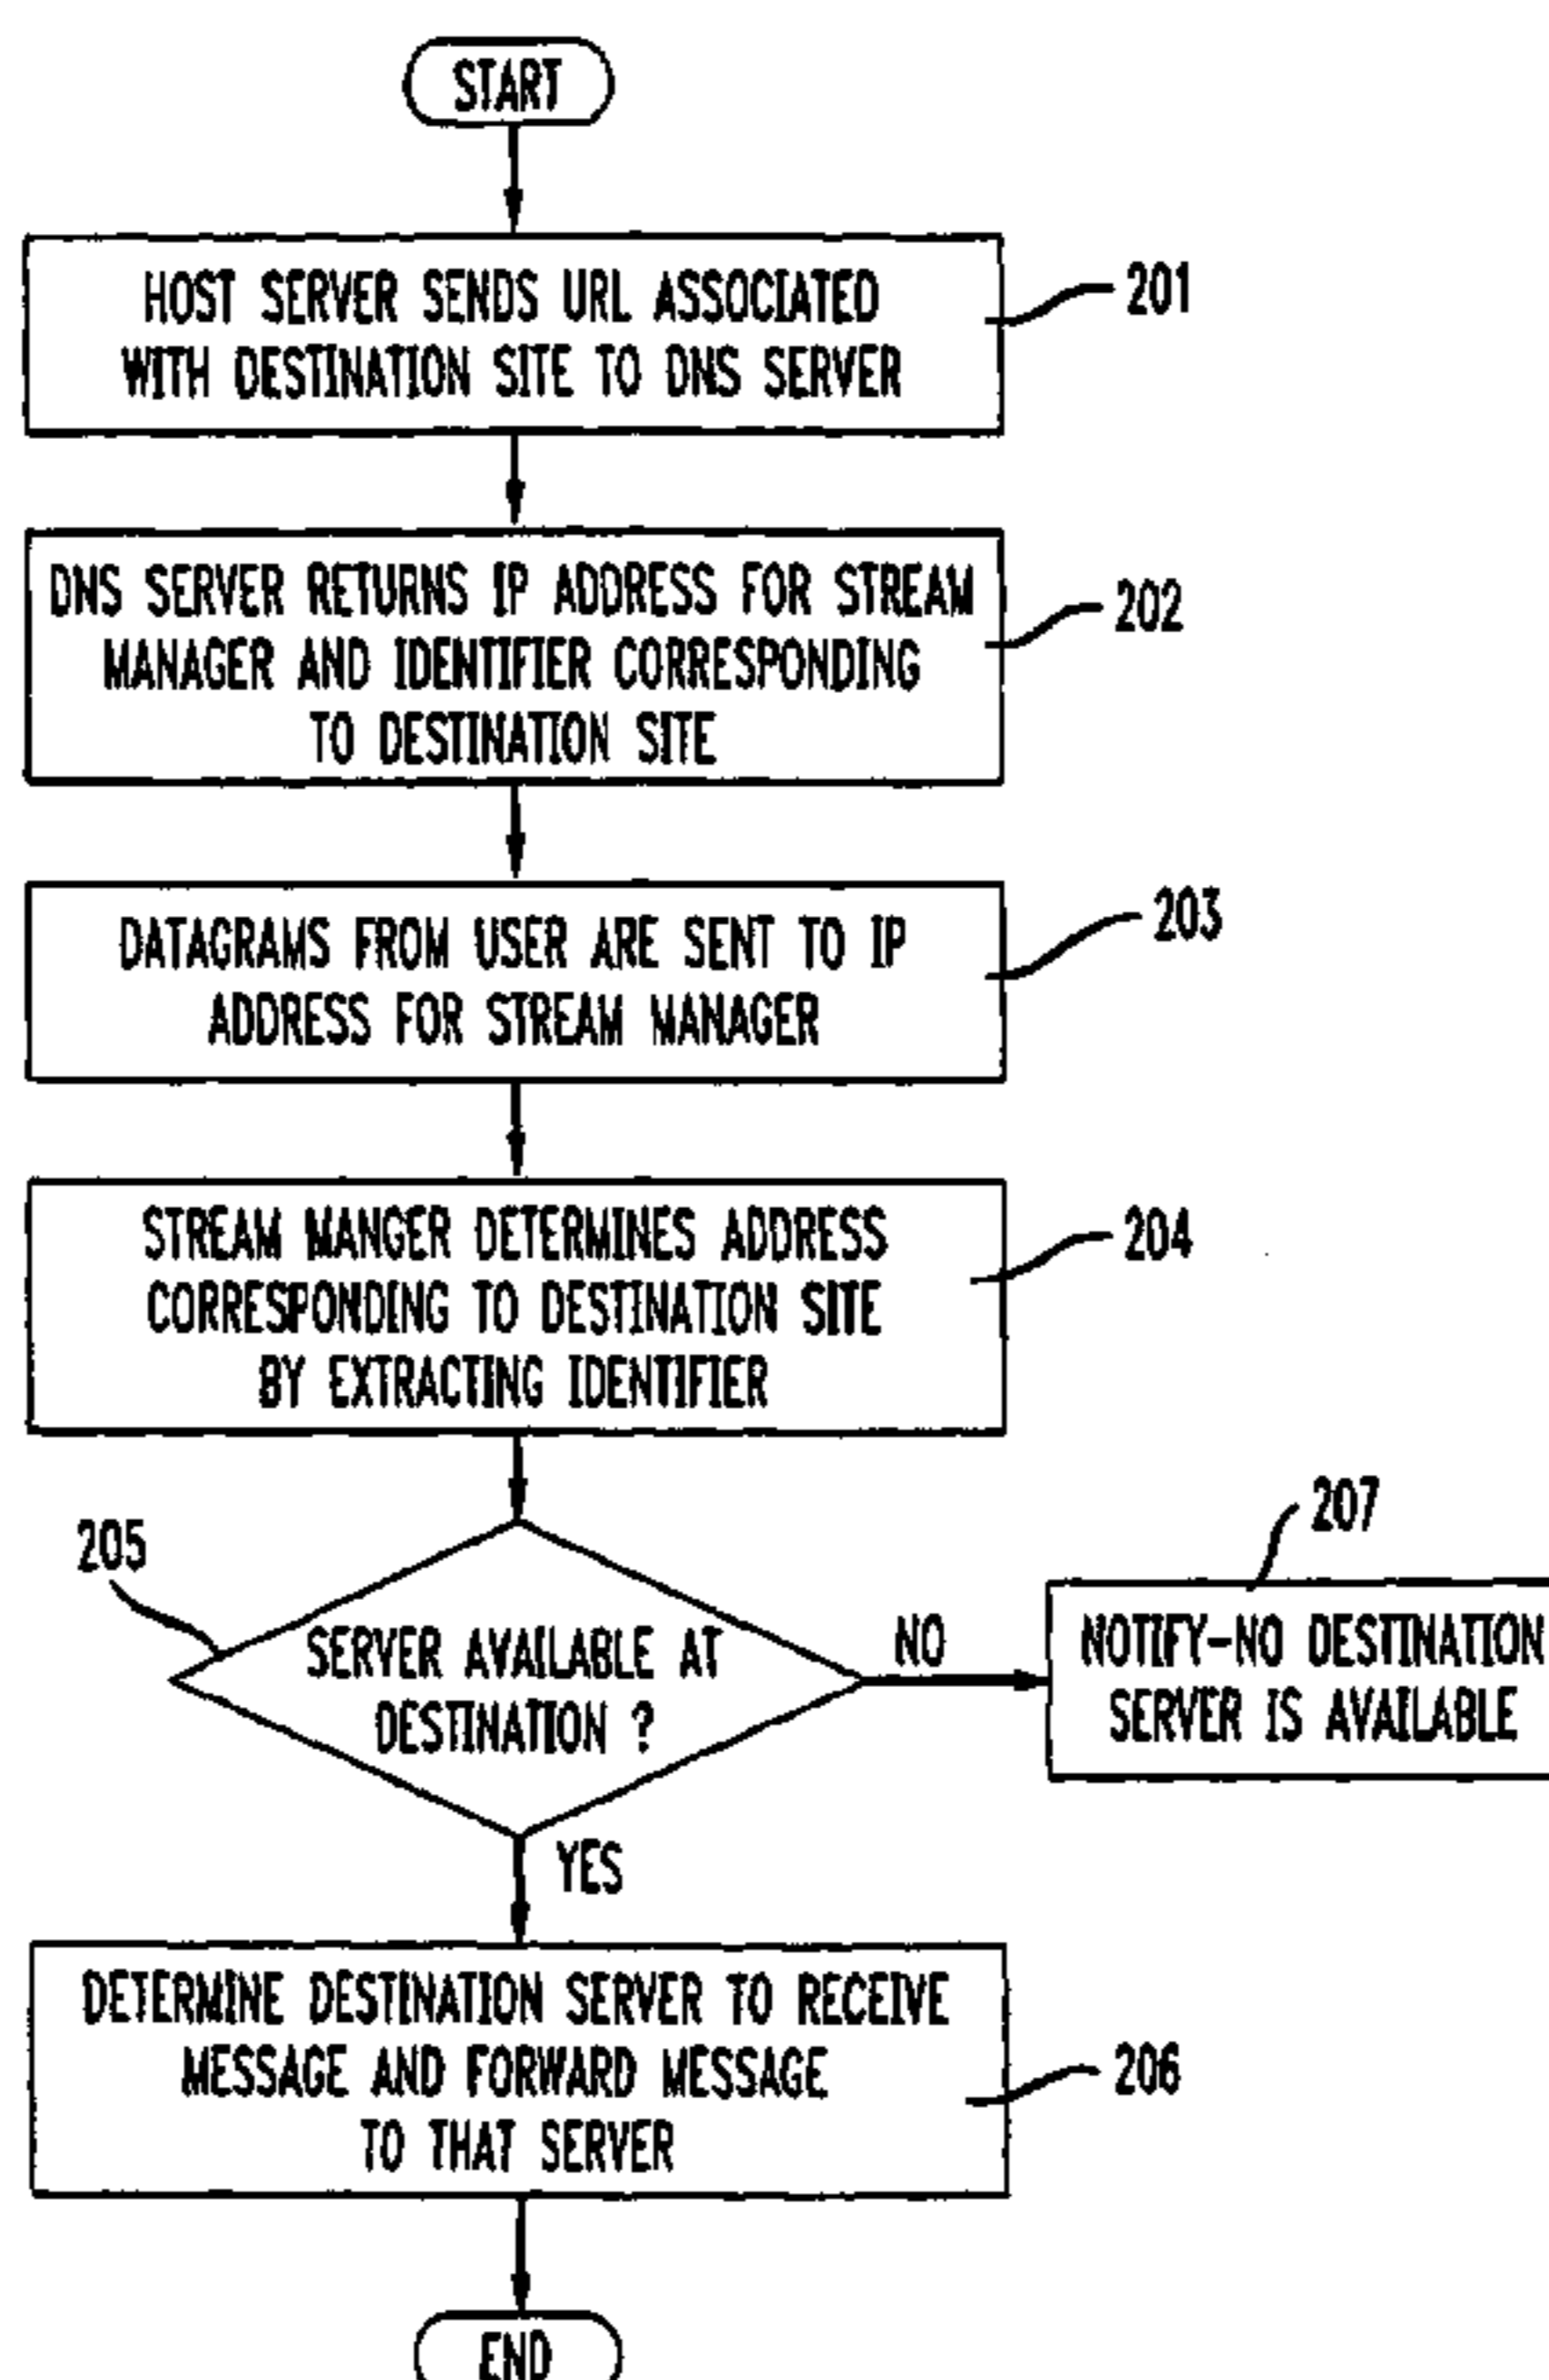 START
HOST SERVER SENDS URL ASSOCIATED
WITH DESTINATION SITE TO DNS SERVER
201
DNS SERVER RETURNS IP ADDRESS FOR STREAM
MANAGER AND IDENTIFIER CORRESPONDING
TO DESTINATION SITE
202
DATAGRAMS FROM USER ARE SENT TO IP
ADDRESS FOR STREAM MANAGER
203
STREAM MANGER DETERMINES ADDRESS
CORRESPONDING TO DESTINATION SITE
BY EXTRACTING IDENTIFIER
204
205
SERVER AVAILABLE AT
DESTINATION ?
NO
207
NOTIFY-NO DESTINATION
SERVER IS AVAILABLE
YES
DETERMINE DESTINATION SERVER TO RECEIVE
MESSAGE AND FORWARD MESSAGE
TO THAT SERVER
206
END